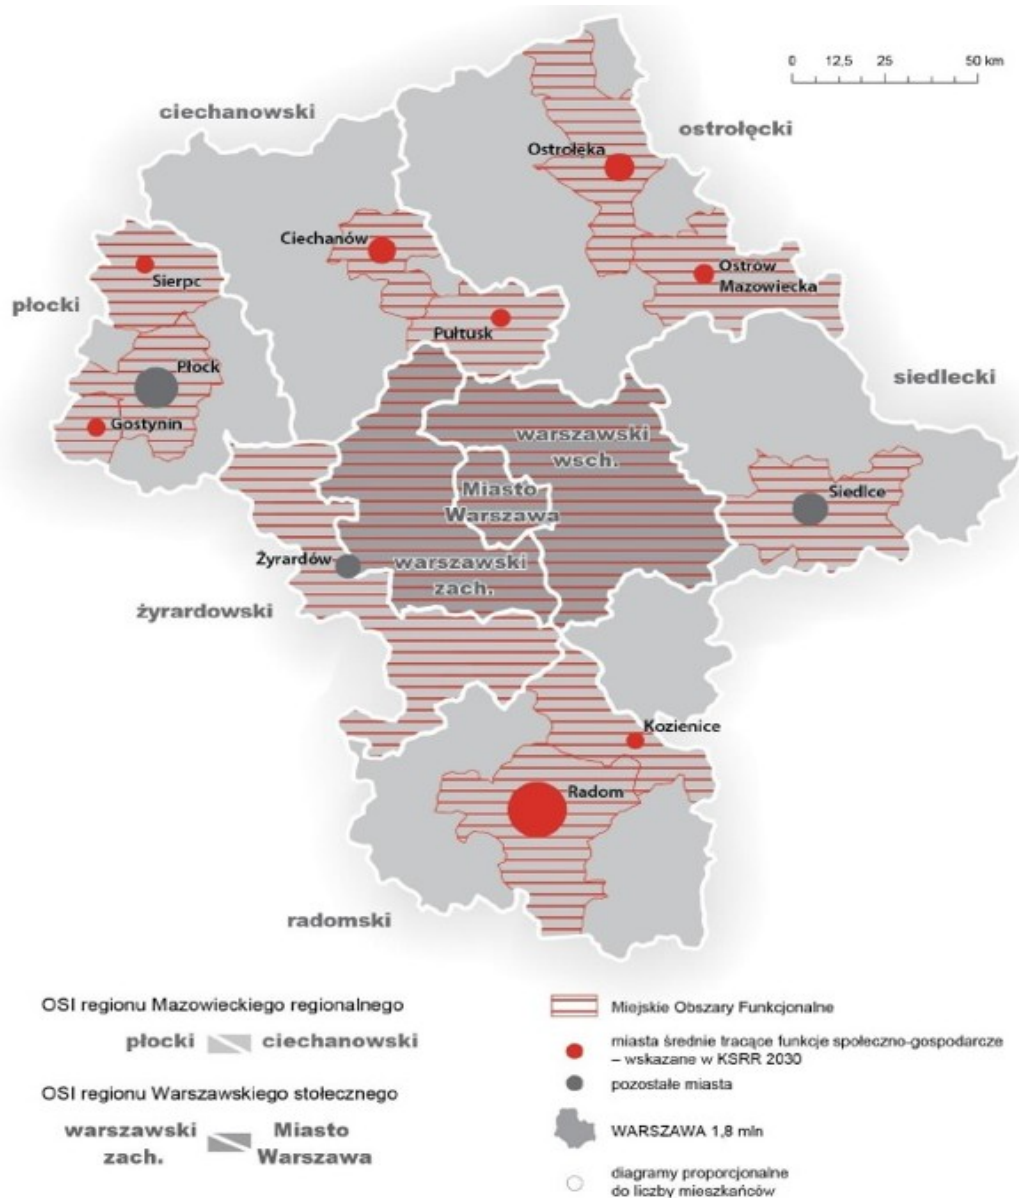 0 12,5 25 50 km
ciechanowski
ostrołęcki
Ostrołęka
Ciechanów
Sierpc
Ostrów
Mazowiecka
płocki
Pułtusk
Płock
siedlecki
Gostynin
warszawski
wsch.
Miasto
Warszawa
Siedlce
Żyrardów
warszawski
zach.
żyrardowski
Kozienice
Radom
radomski
OSI regionu Mazowieckiego regionalnego
płocki ciechanowski
OSI regionu Warszawskiego stołecznego
warszawski
zach.
Miasto
Warszawa
Miejskie Obszary Funkcjonalne
miasta średnie tracące funkcje społeczno-gospodarcze
– wskazane w KSRR 2030
pozostałe miasta
WARSZAWA 1,8 mln
diagramy proporcjonalne
do liczby mieszkańców